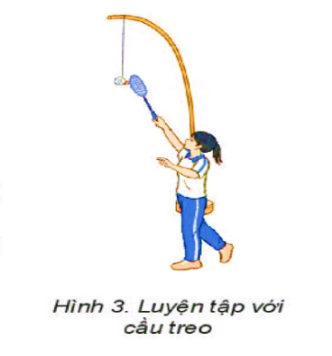 Hình 3. Luyện tập với
cầu treo